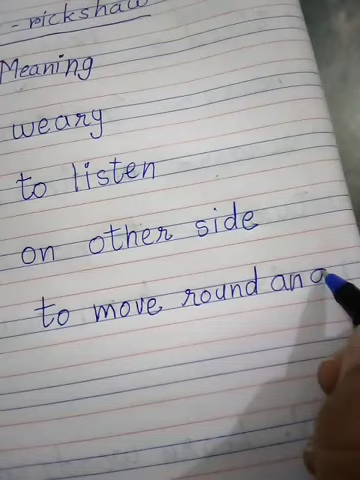 - rickshaw
Meaning
weary
to listen
on other side
to move round an a